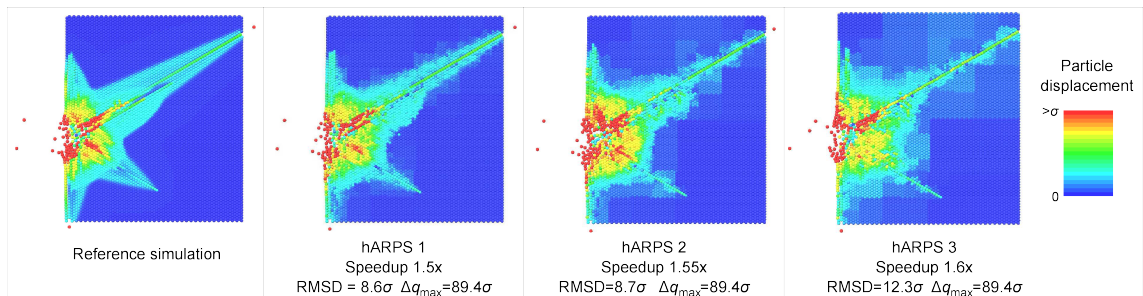 Particle
displacement
>σ
0
Reference simulation
hARPS 1
Speedup 1.5x
RMSD = 8.6σ Δqmax=89.4σ
hARPS 2
Speedup 1.55x
RMSD=8.7σ Δqmax=89.4σ
hARPS 3
Speedup 1.6x
RMSD=12.3σ Δqmax=89.4σ